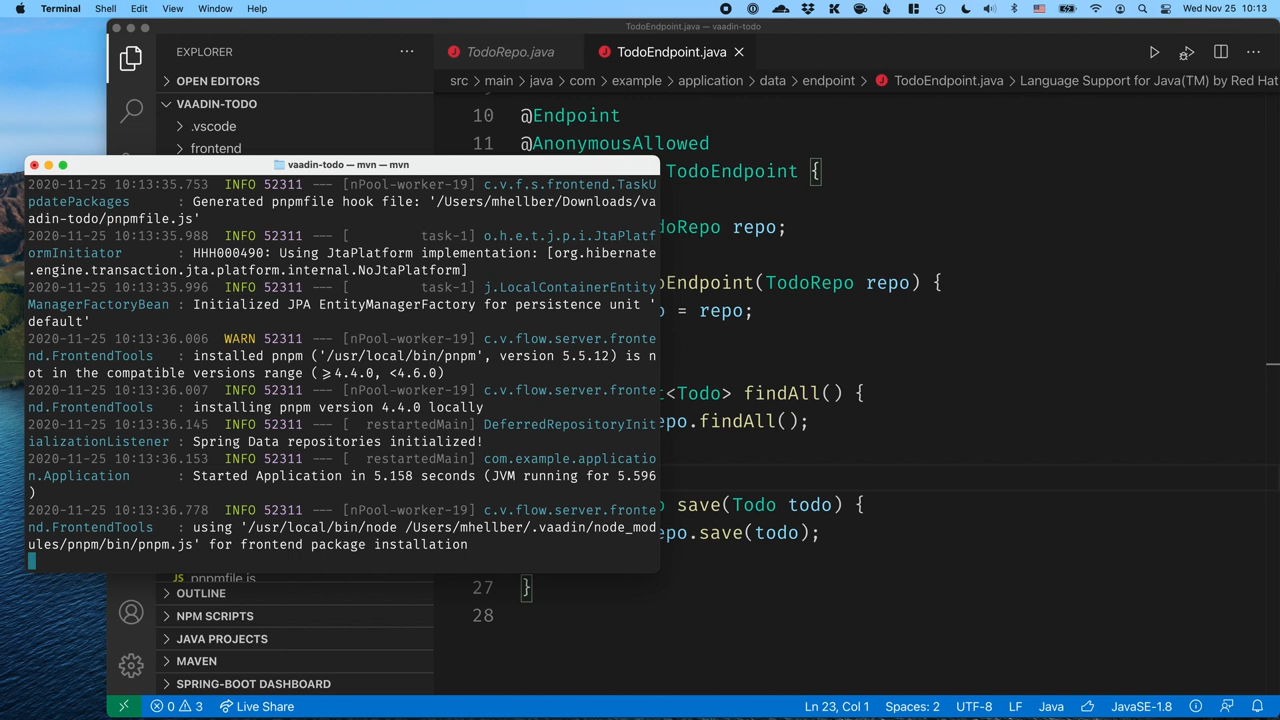 Terminal Shell Edit View Window Help Wed Nov 25 10:13
TodoEndpoint.java — vaadin-todo
EXPLORER
OPEN EDITORS
VAADIN-TODO
.vscode
frontend
TodoRepo.java
TodoEndpoint.java
src > main > java > com > example > application > data > endpoint > TodoEndpoint.java > Language Support for Java(TM) by Red Hat
10 @Endpoint
11 @AnonymousAllowed
TodoEndpoint {
doRepo repo;
oEndpoint(TodoRepo repo) {
o = repo;
t<Todo> findAll() {
epo.findAll();
o save(Todo todo) {
epo.save(todo);
27 }
28
vaadin-todo — mvn — mvn
2020-11-25 10:13:35.753 INFO 52311 --- [nPool-worker-19] c.v.f.s.frontend.TaskU
pdatePackages : Generated pnpmfile hook file: '/Users/mhellber/Downloads/va
adin-todo/pnpmfile.js'
2020-11-25 10:13:35.988 INFO 52311 --- [ task-1] o.h.e.t.j.p.i.JtaPlatf
ormInitiator : HHH000490: Using JtaPlatform implementation: [org.hibernate
.engine.transaction.jta.platform.internal.NoJtaPlatform]
2020-11-25 10:13:35.996 INFO 52311 --- [ task-1] j.LocalContainerEntity
ManagerFactoryBean : Initialized JPA EntityManagerFactory for persistence unit '
default'
2020-11-25 10:13:36.006 WARN 52311 --- [nPool-worker-19] c.v.flow.server.fronte
nd.FrontendTools : installed pnpm ('/usr/local/bin/pnpm', version 5.5.12) is n
ot in the compatible versions range (≥4.4.0, <4.6.0)
2020-11-25 10:13:36.007 INFO 52311 --- [nPool-worker-19] c.v.flow.server.fronte
nd.FrontendTools : installing pnpm version 4.4.0 locally
2020-11-25 10:13:36.145 INFO 52311 --- [ restartedMain] DeferredRepositoryInit
ializationListener : Spring Data repositories initialized!
2020-11-25 10:13:36.153 INFO 52311 --- [ restartedMain] com.example.applicatio
n.Application : Started Application in 5.158 seconds (JVM running for 5.596
)
2020-11-25 10:13:36.778 INFO 52311 --- [nPool-worker-19] c.v.flow.server.fronte
nd.FrontendTools : using '/usr/local/bin/node /Users/mhellber/.vaadin/node_mod
ules/pnpm/bin/pnpm.js' for frontend package installation
JS pnpmfile.js
OUTLINE
NPM SCRIPTS
JAVA PROJECTS
MAVEN
SPRING-BOOT DASHBOARD
0 3 Live Share Ln 23, Col 1 Spaces: 2 UTF-8 LF Java JavaSE-1.8